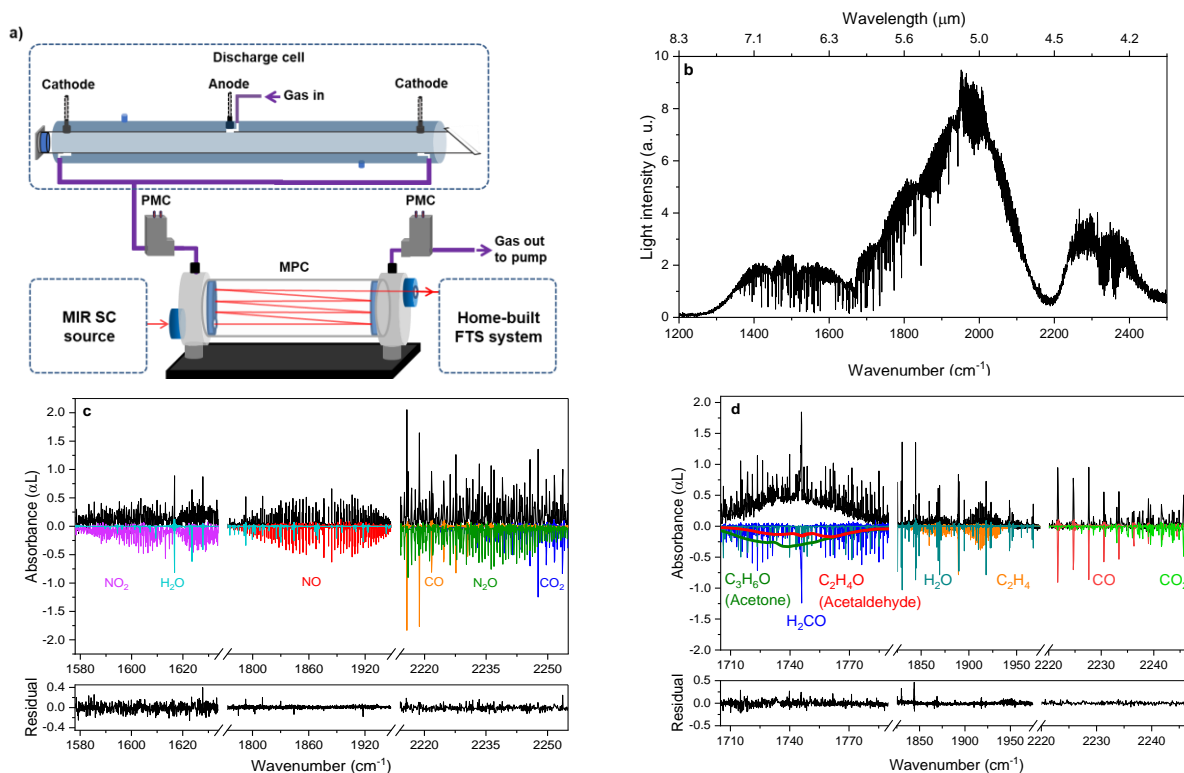 a)
Discharge cell
Cathode
Anode
Cathode
Gas in
PMC
PMC
Gas out
to pump
MPC
MIR SC
source
Home-built
FTS system
Wavelength (μm)
8.3 7.1 6.3 5.6 5.0 4.5 4.2
b
Light intensity (a. u.)
10
8
6
4
2
0
1200 1400 1600 1800 2000 2200 2400
Wavenumber (cm⁻¹)
c
Absorbance (αL)
2.0
1.5
1.0
0.5
0.0
-0.5
-1.0
-1.5
-2.0
NO₂ H₂O NO CO N₂O CO₂
1580 1600 1620 1800 1860 1920 2220 2235 2250
Residual
0.4
0.0
-0.4
1580 1600 1620 1800 1860 1920 2220 2235 2250
Wavenumber (cm⁻¹)
d
Absorbance (αL)
2.0
1.5
1.0
0.5
0.0
-0.5
-1.0
-1.5
-2.0
C₃H₆O C₂H₄O H₂O C₂H₄ CO CO₂
(Acetone) (Acetaldehyde)
H₂CO
1710 1740 1770 1850 1900 1950 2220 2230 2240
Residual
0.5
0.0
-0.5
1710 1740 1770 1850 1900 1950 2220 2230 2240
Wavenumber (cm⁻¹)